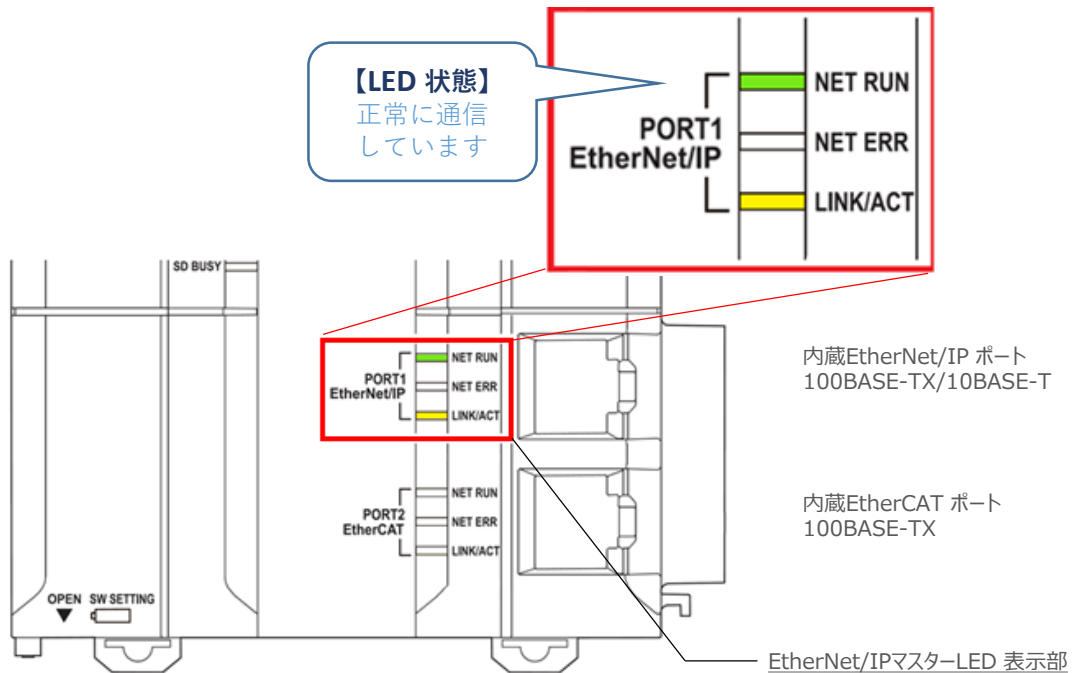 【LED 状態】
正常に通信
しています
PORT1
EtherNet/IP
NET RUN
NET ERR
LINK/ACT
SD BUSY
PORT1
EtherNet/IP
NET RUN
NET ERR
LINK/ACT
内蔵EtherNet/IP ポート
100BASE-TX/10BASE-T
PORT2
EtherCAT
NET RUN
NET ERR
LINK/ACT
内蔵EtherCAT ポート
100BASE-TX
OPEN SW SETTING
EtherNet/IPマスターLED 表示部